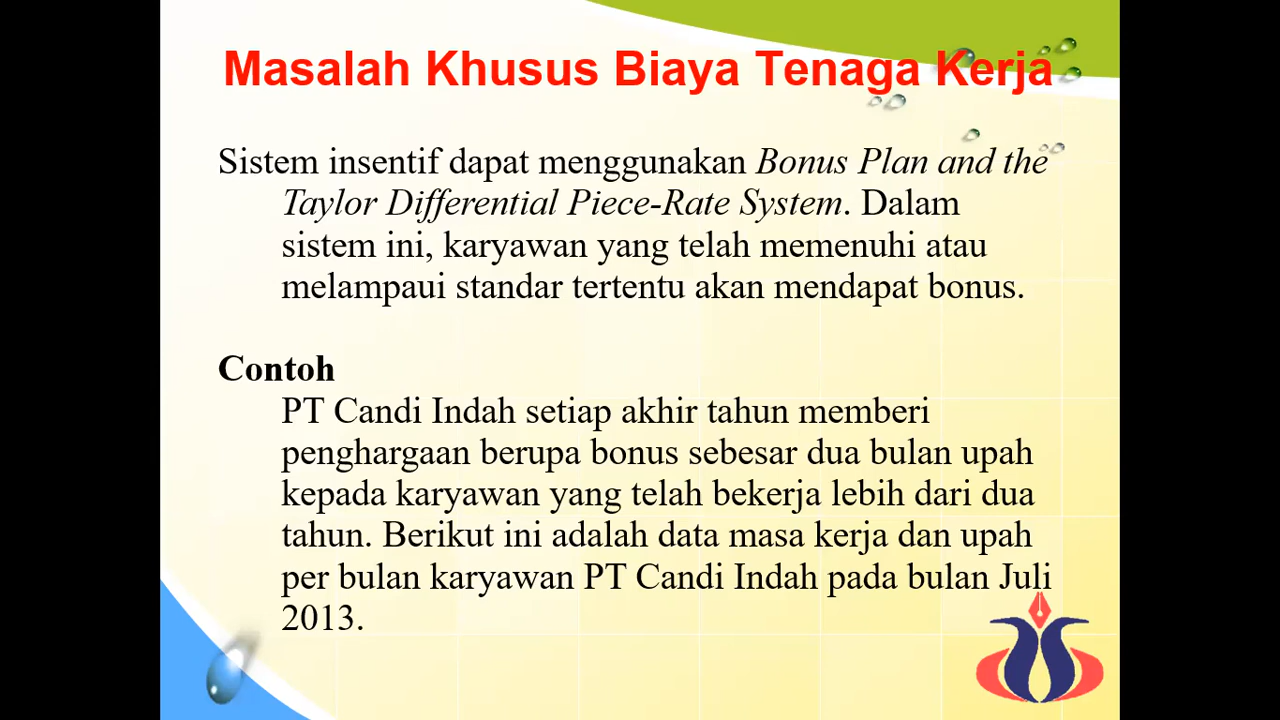 Masalah Khusus Biaya Tenaga Kerja
Sistem insentif dapat menggunakan Bonus Plan and the
Taylor Differential Piece-Rate System. Dalam
sistem ini, karyawan yang telah memenuhi atau
melampaui standar tertentu akan mendapat bonus.
Contoh
PT Candi Indah setiap akhir tahun memberi
penghargaan berupa bonus sebesar dua bulan upah
kepada karyawan yang telah bekerja lebih dari dua
tahun. Berikut ini adalah data masa kerja dan upah
per bulan karyawan PT Candi Indah pada bulan Juli
2013.